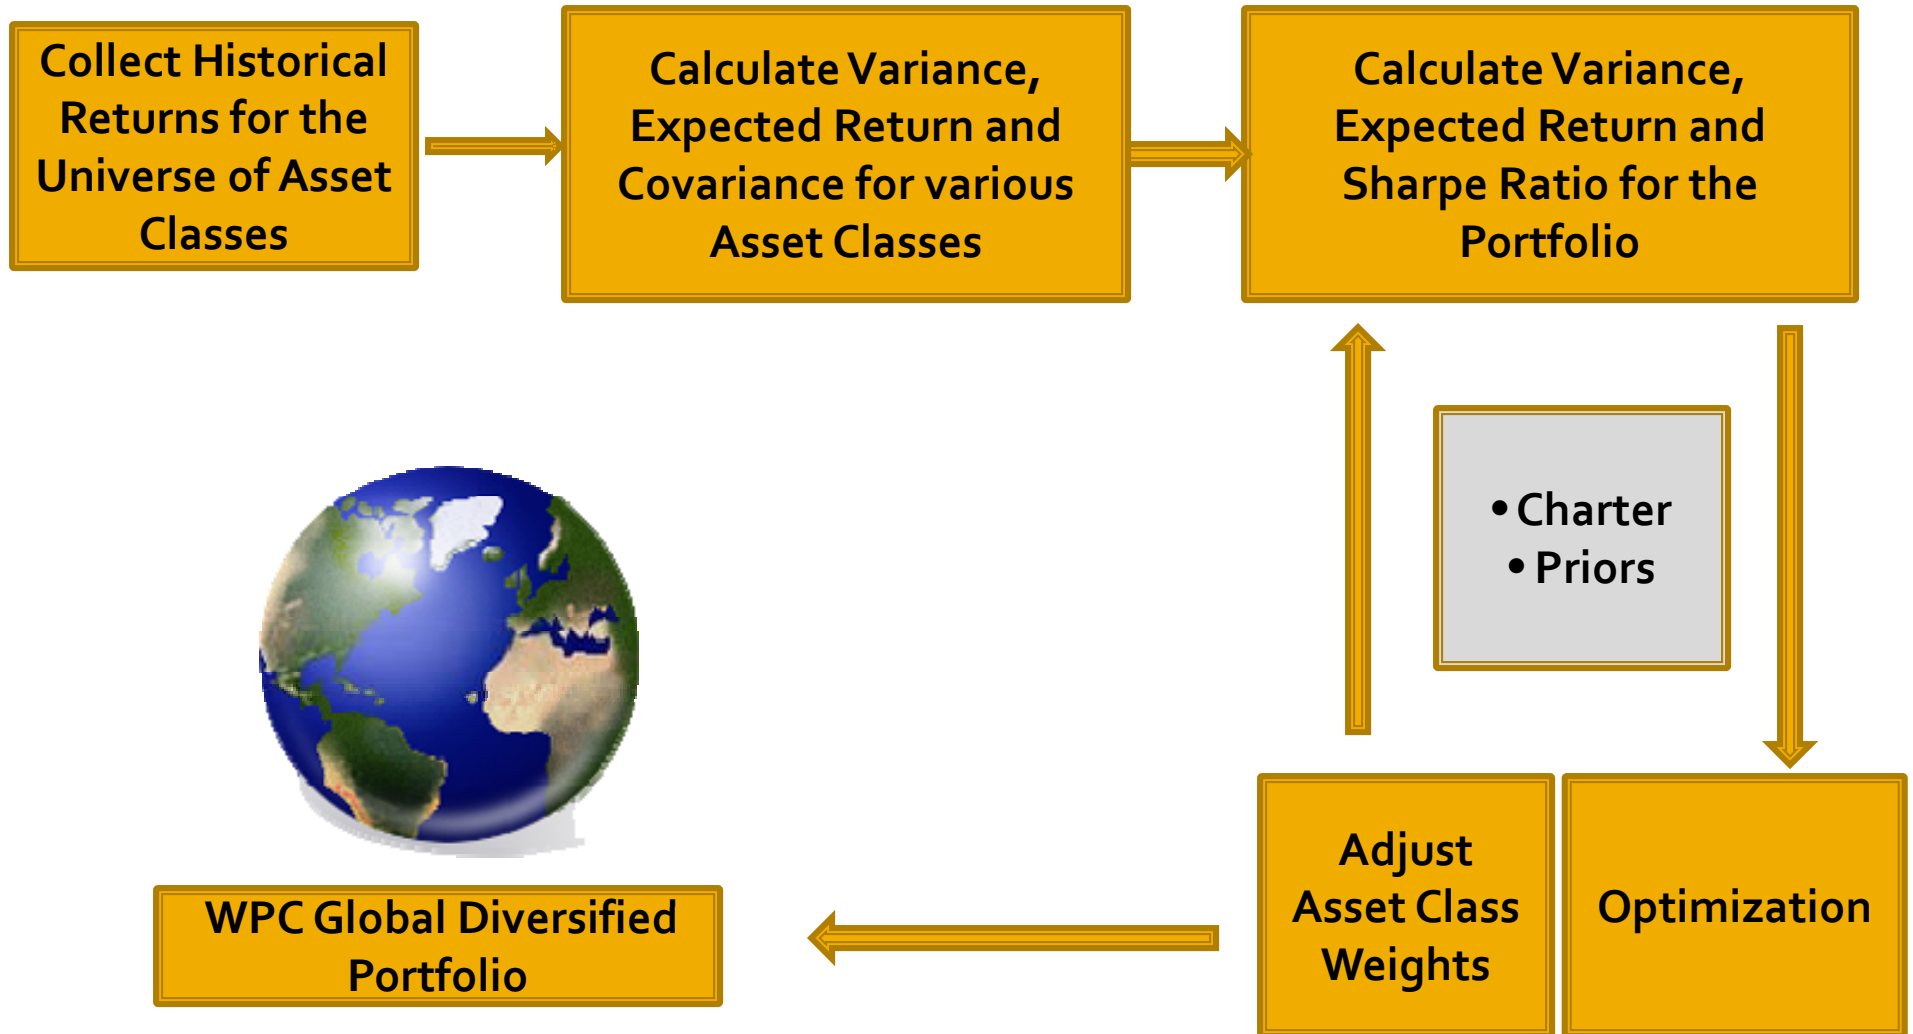 Collect Historical
Returns for the
Universe of Asset
Classes
Calculate Variance,
Expected Return and
Covariance for various
Asset Classes
Calculate Variance,
Expected Return and
Sharpe Ratio for the
Portfolio
• Charter
• Priors
Adjust
Asset Class
Weights
Optimization
WPC Global Diversified
Portfolio